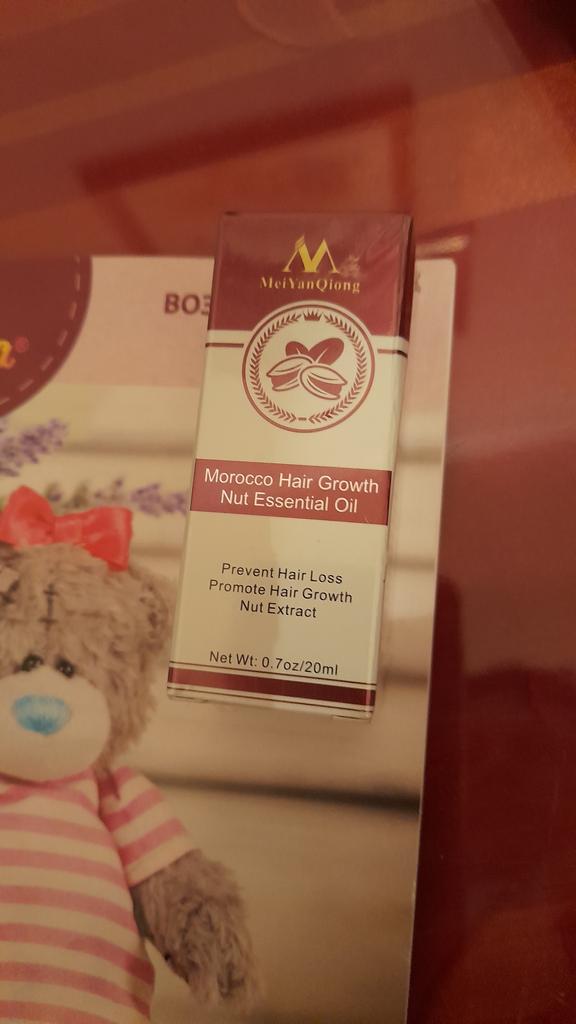 MeiYanQiong
ВОЗ
Morocco Hair Growth
Nut Essential Oil
Prevent Hair Loss
Promote Hair Growth
Nut Extract
Net Wt: 0.7oz/20ml